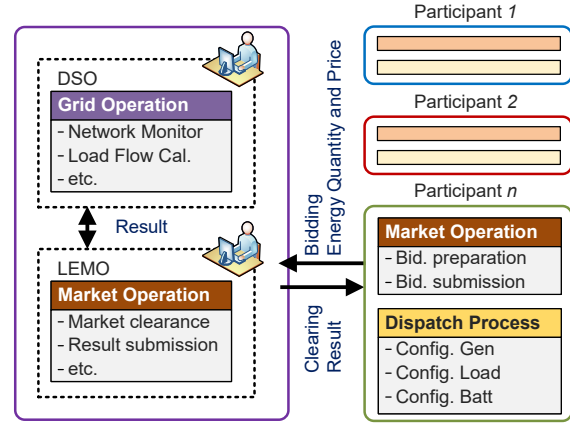 DSO
Grid Operation
- Network Monitor
- Load Flow Cal.
- etc.
Result
LEMO
Market Operation
- Market clearance
- Result submission
- etc.
Bidding
Energy Quantity and Price
Clearing
Result
Participant 1
Participant 2
Participant n
Market Operation
- Bid. preparation
- Bid. submission
Dispatch Process
- Config. Gen
- Config. Load
- Config. Batt